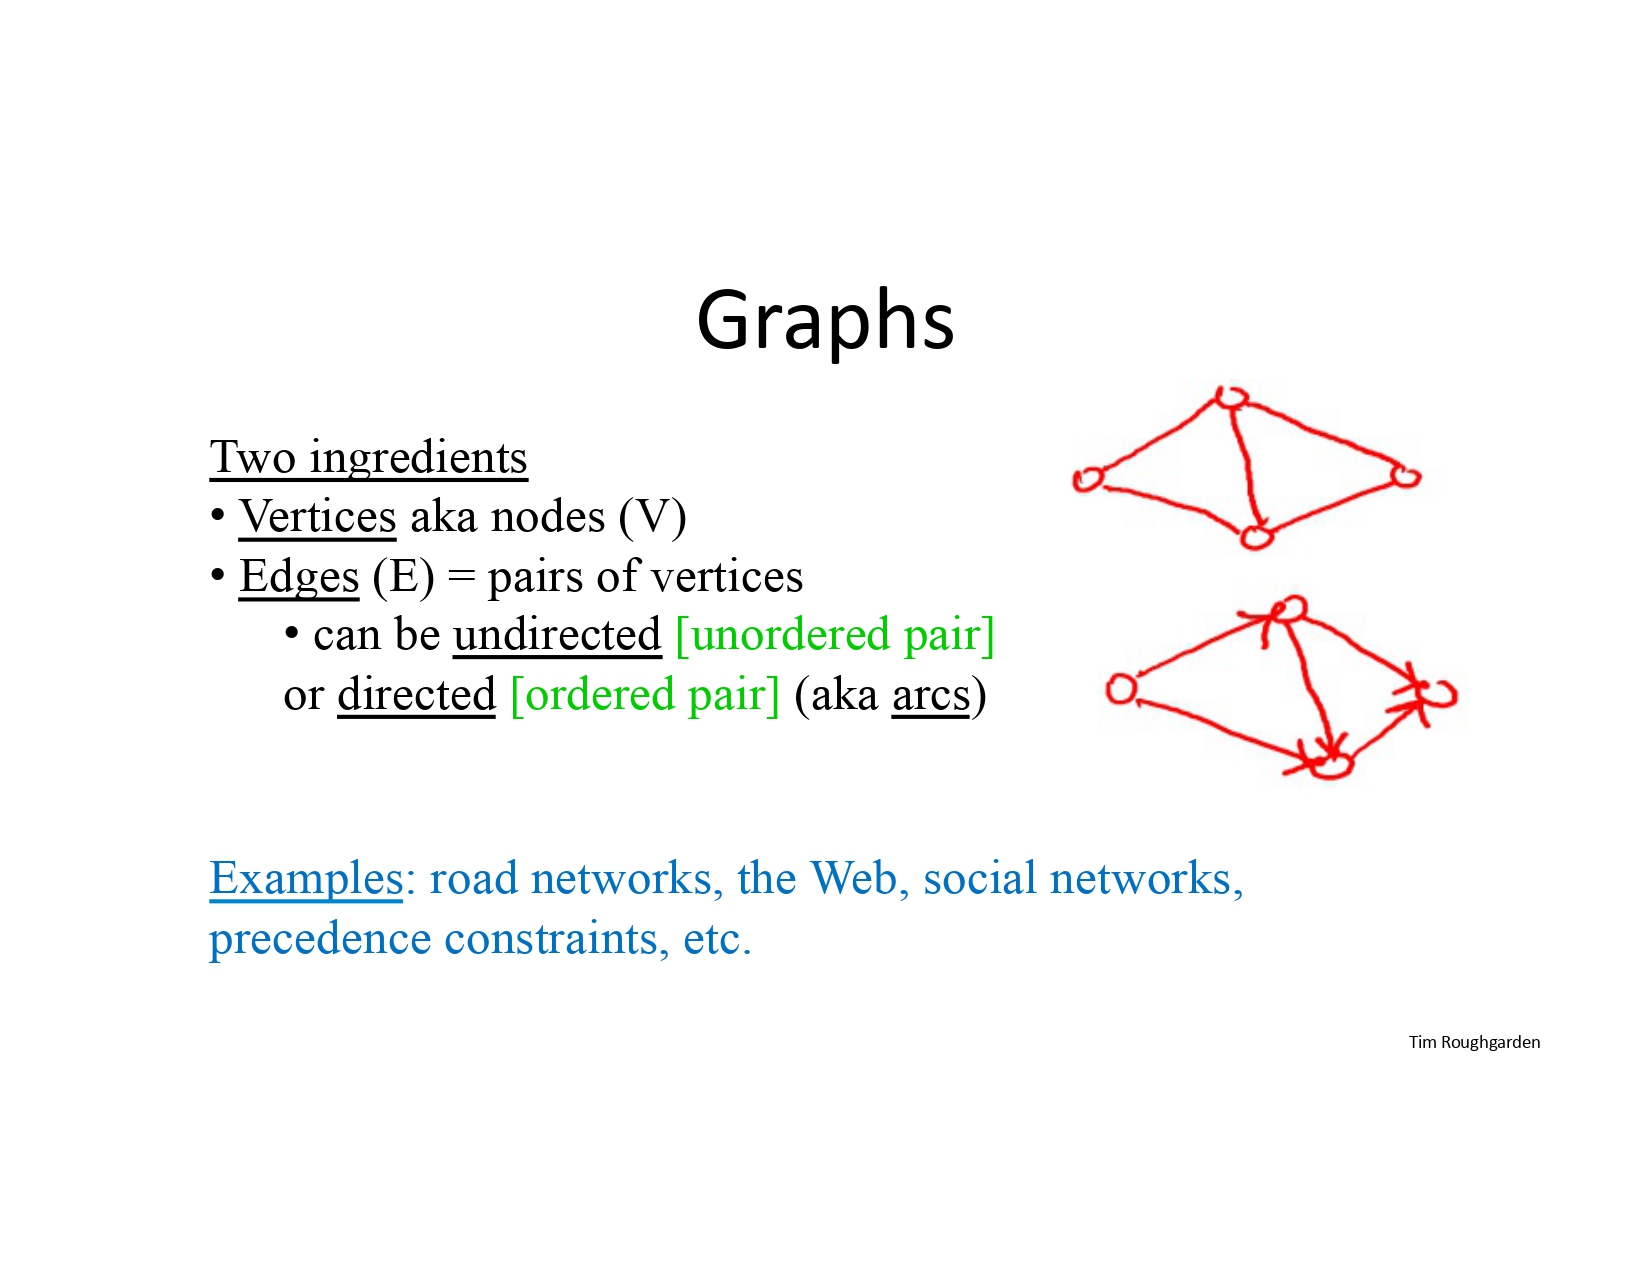 Graphs
Two ingredients
• Vertices aka nodes (V)
• Edges (E) = pairs of vertices
• can be undirected [unordered pair]
or directed [ordered pair] (aka arcs)
Examples: road networks, the Web, social networks,
precedence constraints, etc.
Tim Roughgarden